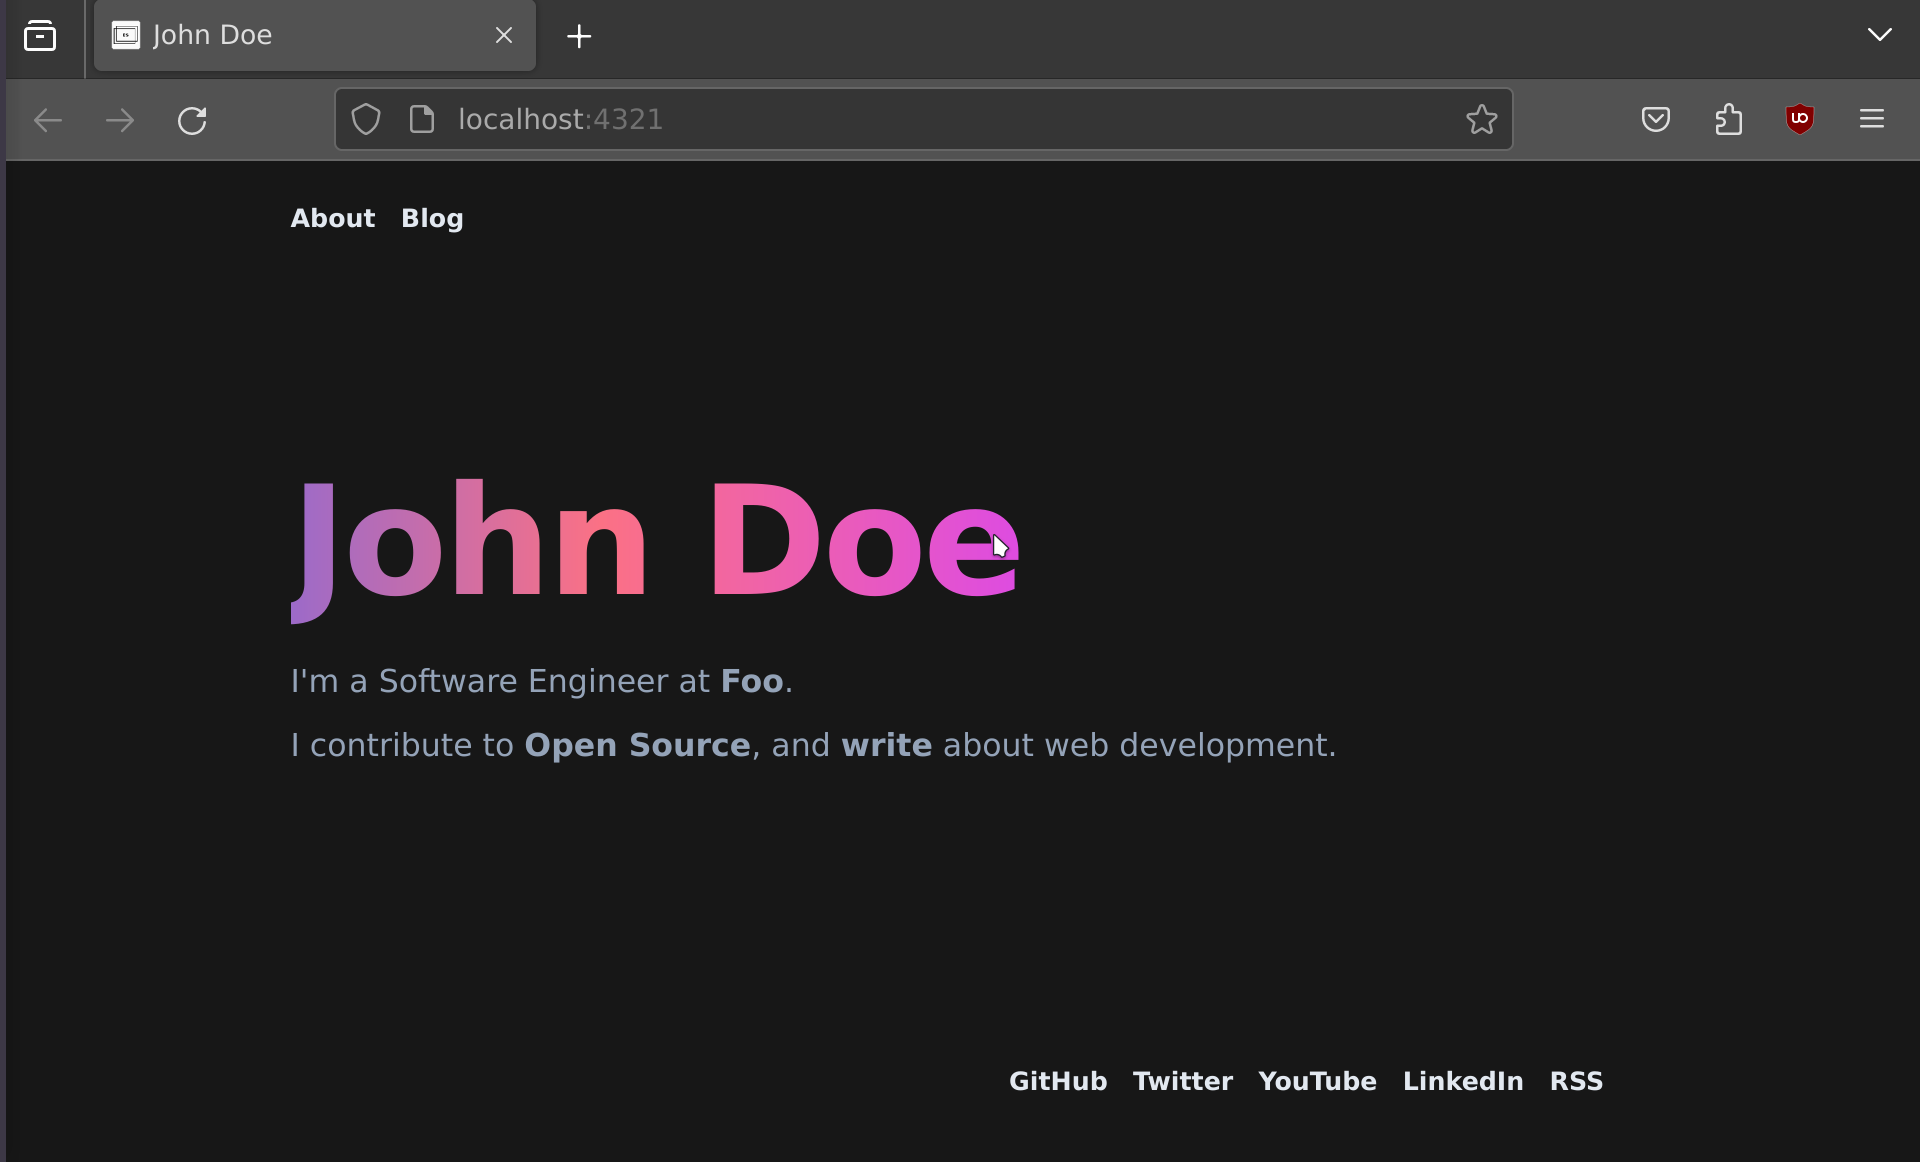 John Doe
localhost:4321
About Blog
John Doe
I'm a Software Engineer at Foo.
I contribute to Open Source, and write about web development.
GitHub Twitter YouTube LinkedIn RSS